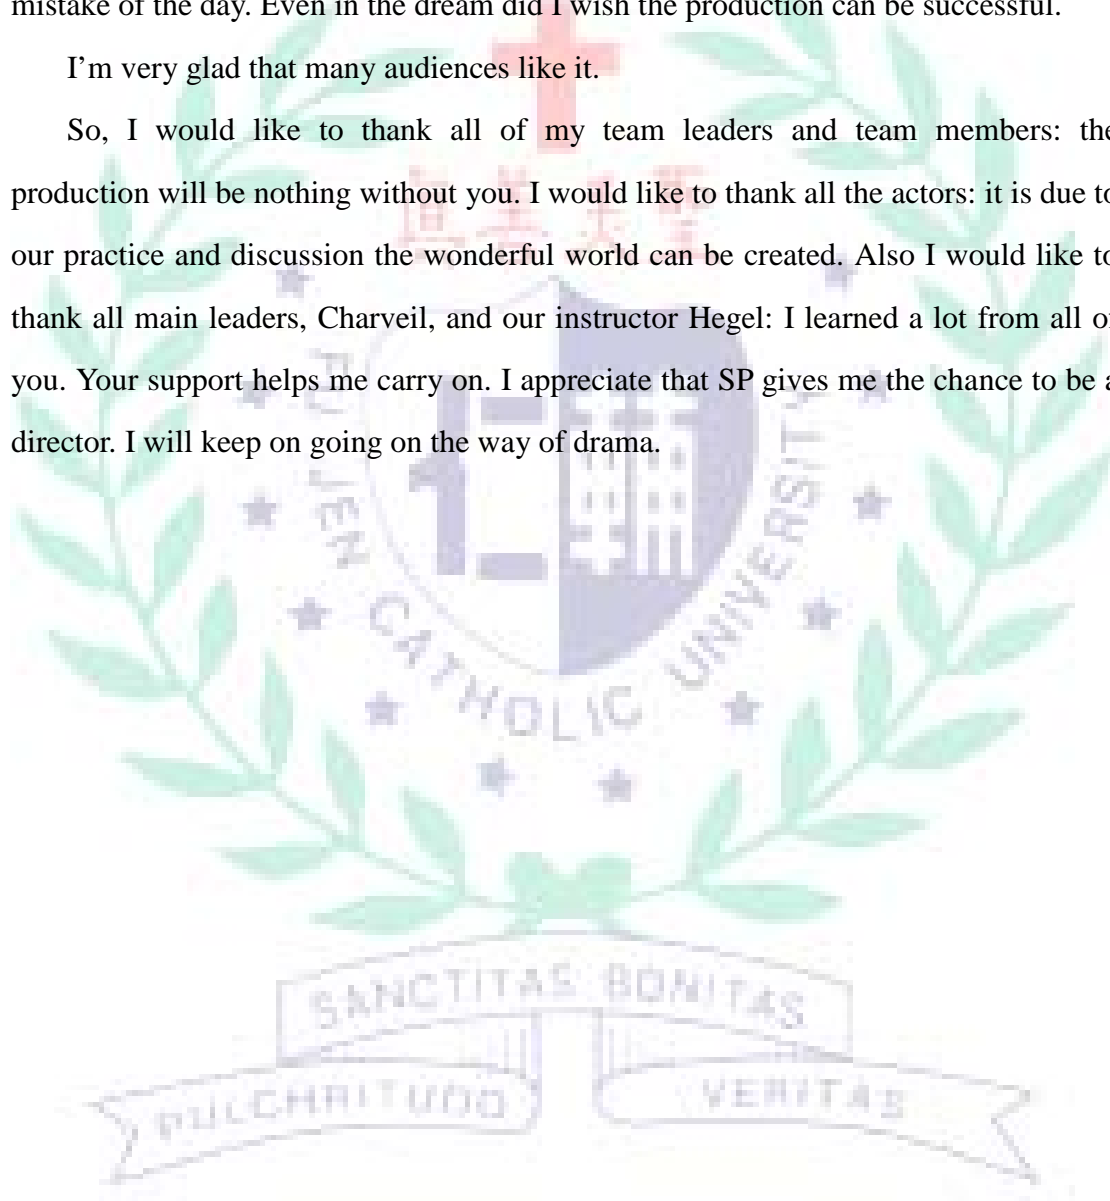 mistake of the day. Even in the dream did I wish the production can be successful.
I'm very glad that many audiences like it.
So, I would like to thank all of my team leaders and team members: the
production will be nothing without you. I would like to thank all the actors: it is due to
our practice and discussion the wonderful world can be created. Also I would like to
thank all main leaders, Charveil, and our instructor Hegel: I learned a lot from all of
you. Your support helps me carry on. I appreciate that SP gives me the chance to be a
director. I will keep on going on the way of drama.
FU JEN CATHOLIC UNIVERSITY
SANCTITAS BONITAS
PULCHRITUDO VERITAS